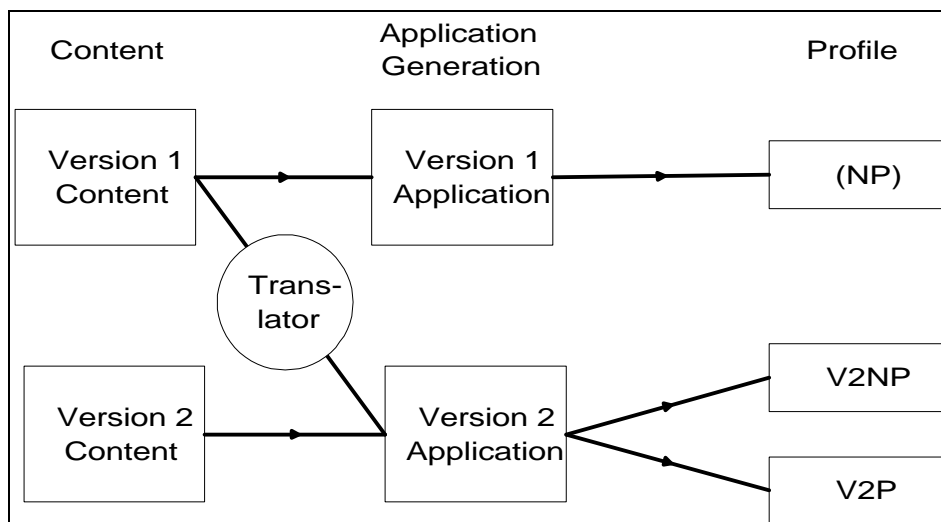 Content
Application
Generation
Profile
Version 1
Content
Version 1
Application
(NP)
Trans-
lator
Version 2
Content
Version 2
Application
V2NP
V2P